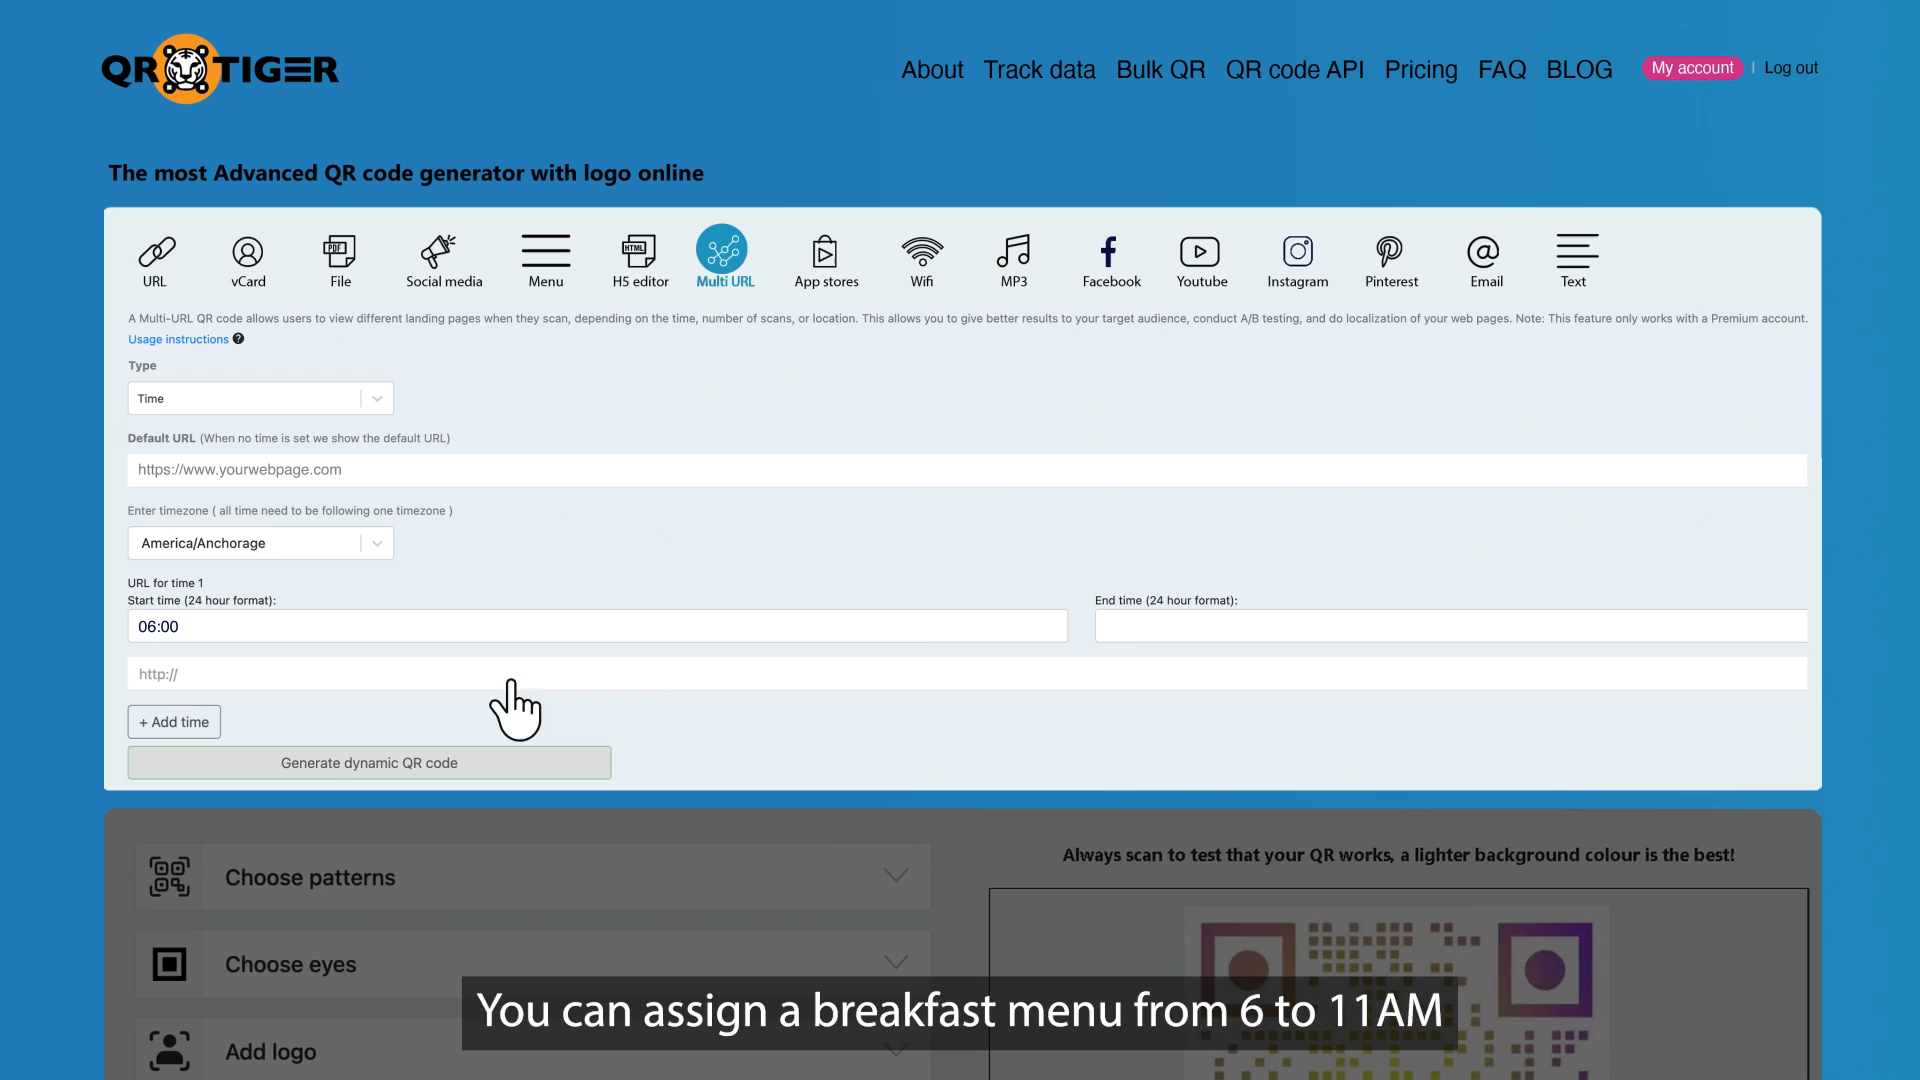 QR TIGER
About Track data Bulk QR QR code API Pricing FAQ BLOG My account | Log out
The most Advanced QR code generator with logo online
PDF HTML
URL vCard File Social media Menu H5 editor Multi URL App stores Wifi MP3 Facebook Youtube Instagram Pinterest Email Text
A Multi-URL QR code allows users to view different landing pages when they scan, depending on the time, number of scans, or location. This allows you to give better results to your target audience, conduct A/B testing, and do localization of your web pages. Note: This feature only works with a Premium account.
Usage instructions ?
Type
Time
Default URL (When no time is set we show the default URL)
https://www.yourwebpage.com
Enter timezone ( all time need to be following one timezone )
America/Anchorage
URL for time 1
Start time (24 hour format): End time (24 hour format):
06:00
http://
+ Add time
Generate dynamic QR code
Choose patterns
Always scan to test that your QR works, a lighter background colour is the best!
Choose eyes
You can assign a breakfast menu from 6 to 11AM
Add logo